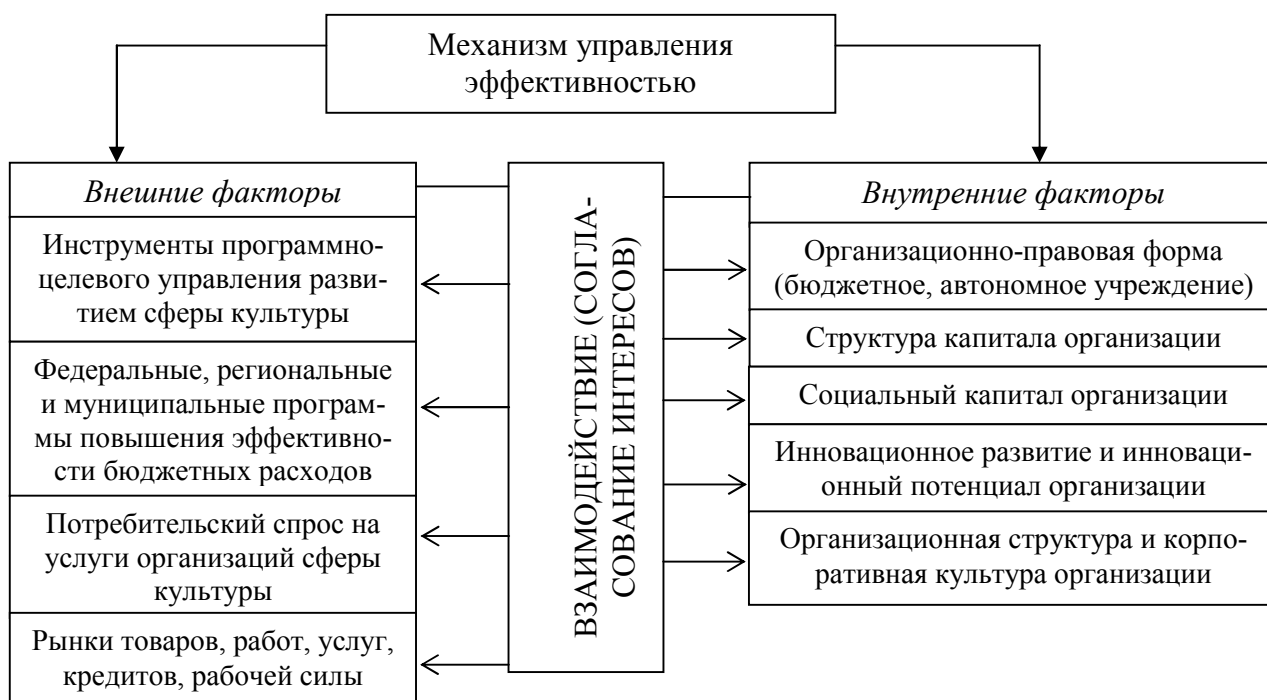 Механизм управления
эффективностью
Внешние факторы
Инструменты программно-
целевого управления разви-
тием сферы культуры
Федеральные, региональные
и муниципальные програм-
мы повышения эффективно-
сти бюджетных расходов
Потребительский спрос на
услуги организаций сферы
культуры
Рынки товаров, работ, услуг,
кредитов, рабочей силы
ВЗАИМОДЕЙСТВИЕ (СОГЛА-
СОВАНИЕ ИНТЕРЕСОВ)
Внутренние факторы
Организационно-правовая форма
(бюджетное, автономное учреждение)
Структура капитала организации
Социальный капитал организации
Инновационное развитие и инноваци-
онный потенциал организации
Организационная структура и корпо-
ративная культура организации